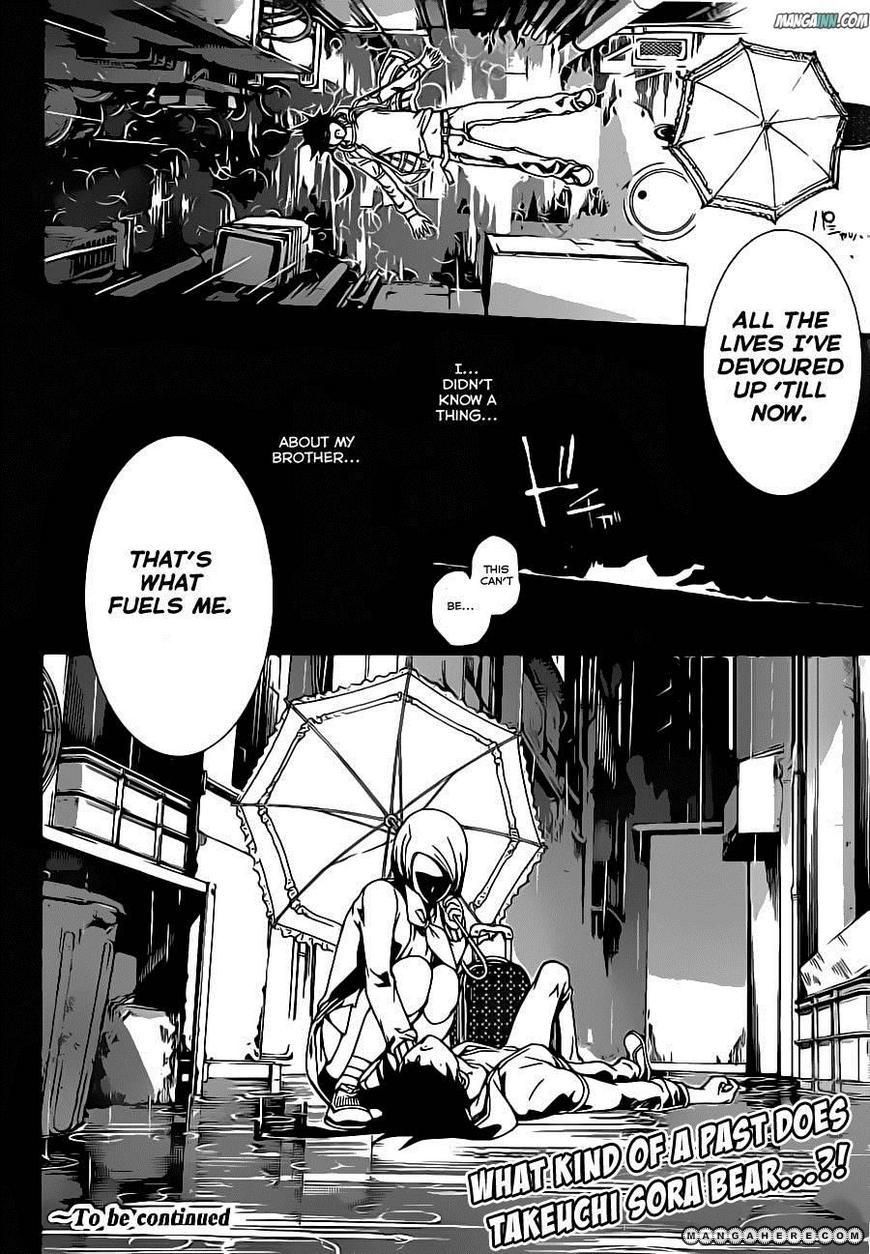 MANGAINN.COM
ALL THE
LIVES I'VE
DEVOURED
UP 'TILL
NOW.
I...
DIDN'T
KNOW A
THING...
ABOUT MY
BROTHER...
THIS
CAN'T
BE...
THAT'S
WHAT
FUELS ME.
WHAT KIND OF A PAST DOES
TAKEUCHI SORA BEAR....?!
~To be continued
MANGAHERE.COM